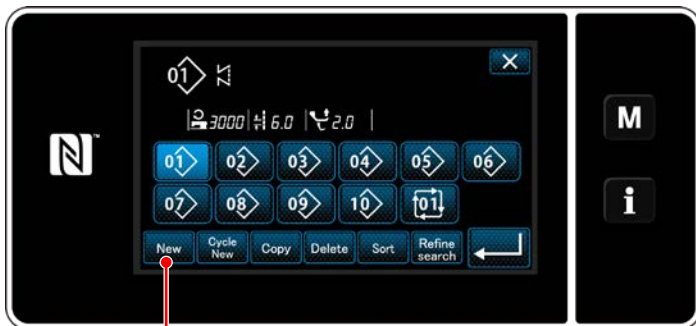 01
3000 6.0 2.0
01 02 03 04 05 06
07 08 09 10 01
New Cycle New Copy Delete Sort Refine search
M
i
N